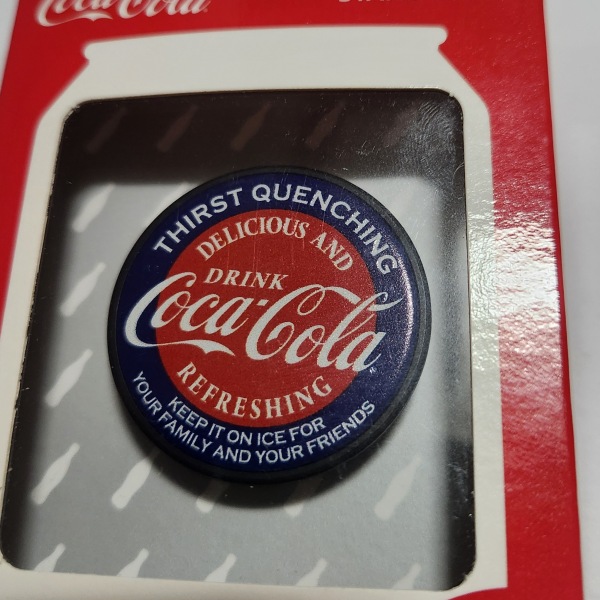 Coca-Cola
THIRST QUENCHING
DELICIOUS AND
DRINK
Coca-Cola
REFRESHING
KEEP IT ON ICE FOR
YOUR FAMILY AND YOUR FRIENDS